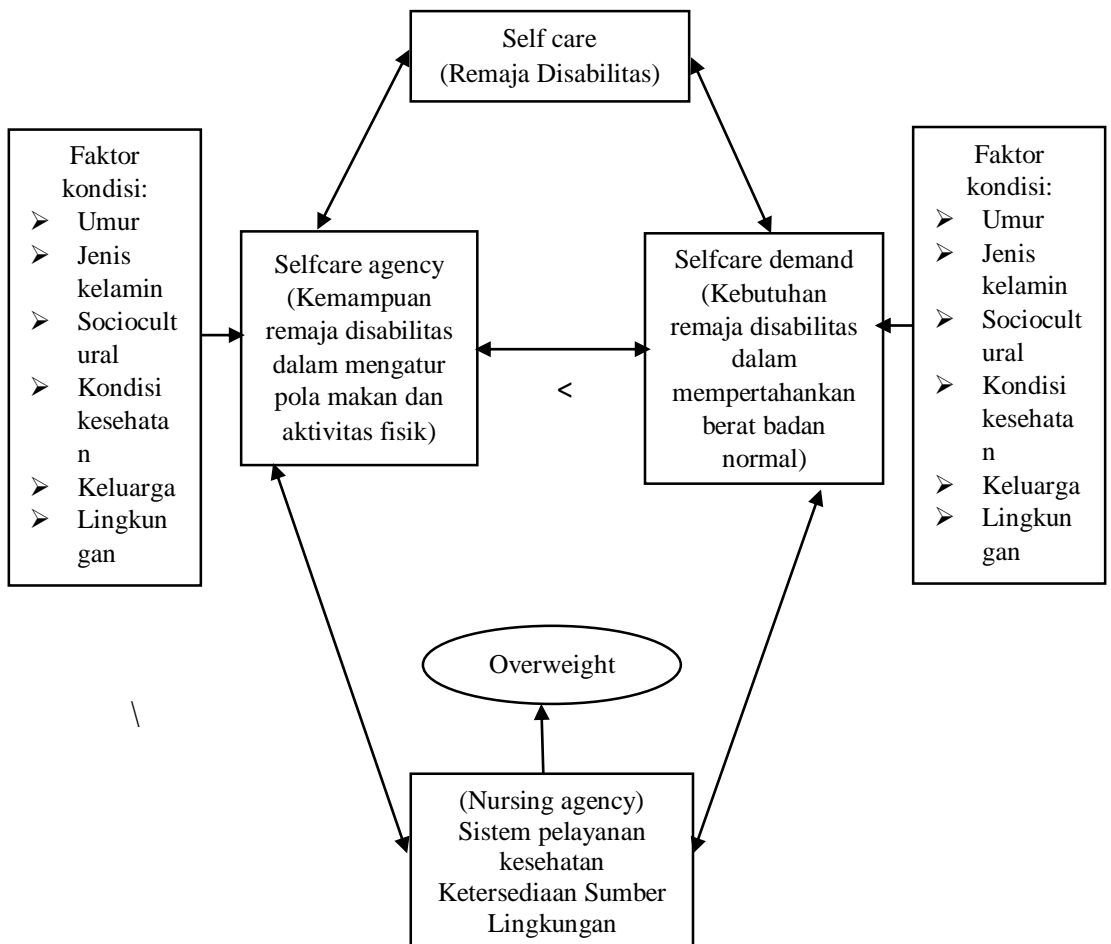 Self care
(Remaja Disabilitas)
Faktor
kondisi:
➢ Umur
➢ Jenis
kelamin
➢ Sociocult
ural
➢ Kondisi
kesehata
n
➢ Keluarga
➢ Lingkun
gan
Selfcare agency
(Kemampuan
remaja disabilitas
dalam mengatur
pola makan dan
aktivitas fisik)
<
Selfcare demand
(Kebutuhan
remaja disabilitas
dalam
mempertahankan
berat badan
normal)
Faktor
kondisi:
➢ Umur
➢ Jenis
kelamin
➢ Sociocult
ural
➢ Kondisi
kesehata
n
➢ Keluarga
➢ Lingkun
gan
Overweight
\
(Nursing agency)
Sistem pelayanan
kesehatan
Ketersediaan Sumber
Lingkungan